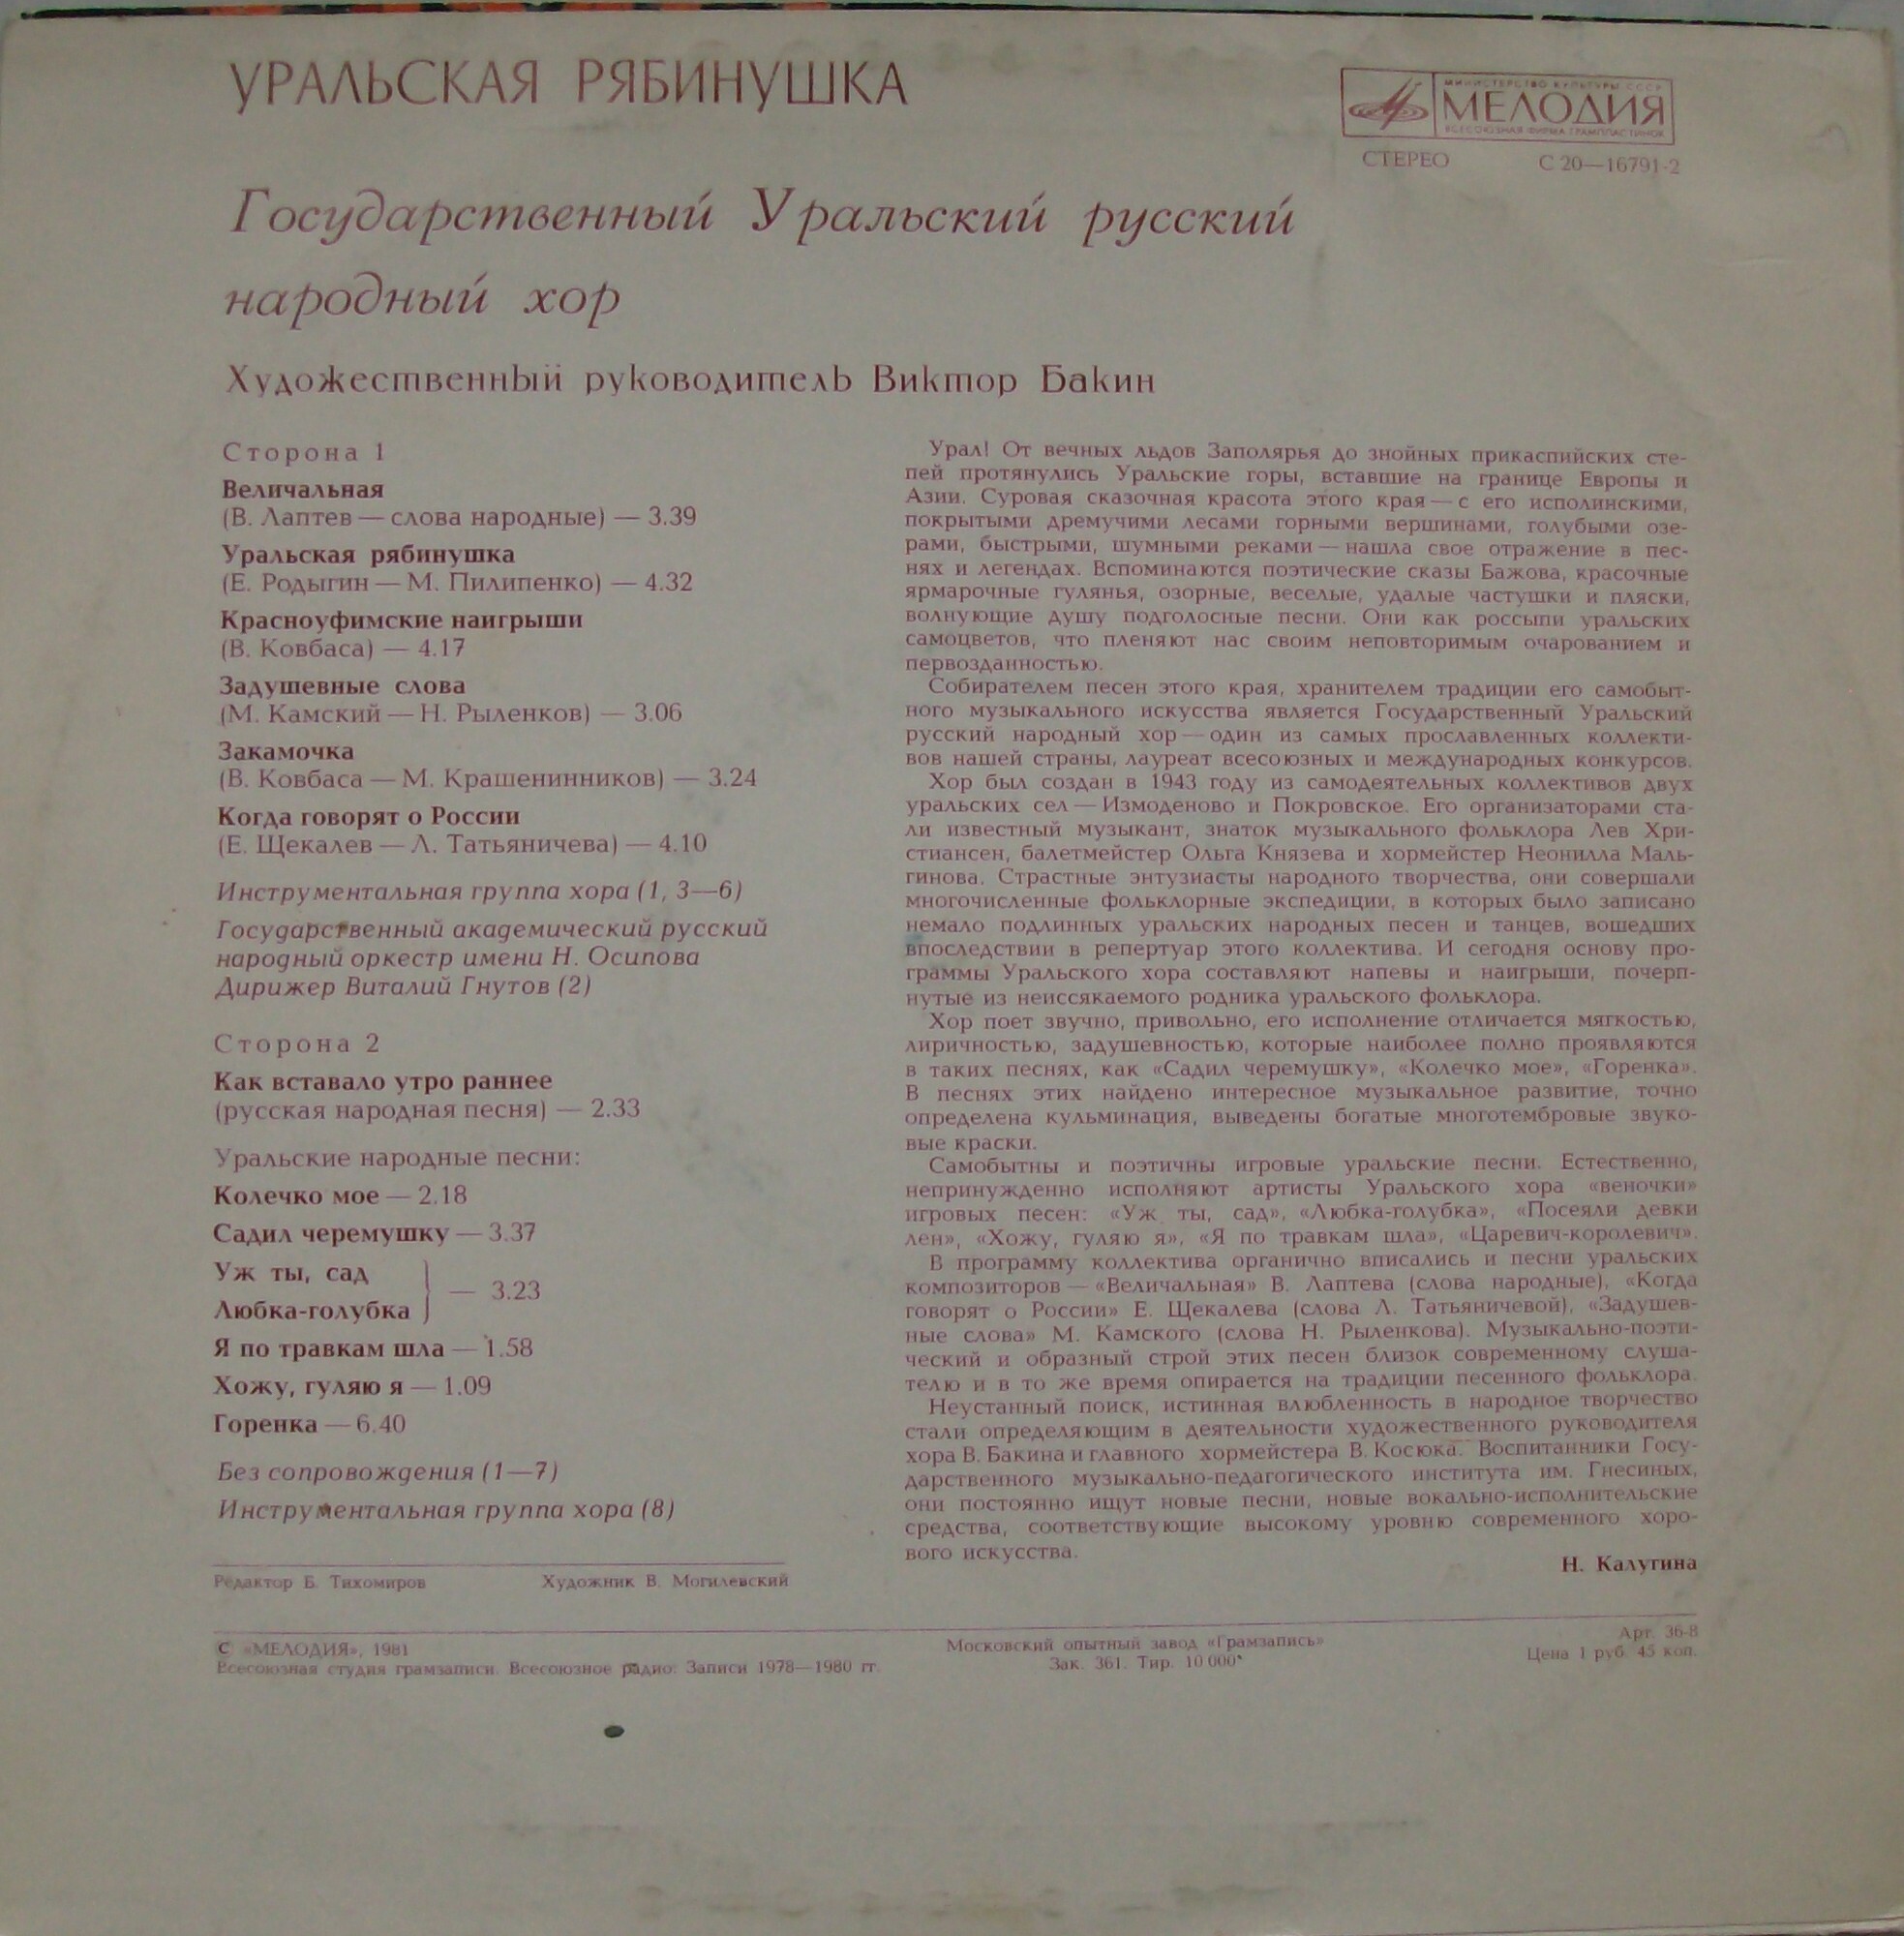 УРАЛЬСКАЯ РЯБИНУШКА
МИНИСТЕРСТВО КУЛЬТУРЫ СССР
МЕЛОДИЯ
ВСЕСОЮЗНАЯ ФИРМА ГРАМПЛАСТИНОК
СТЕРЕО С 20—16791-2
Государственный Уральский русский
народный хор
Художественный руководитель Виктор Бакин
Сторона 1
Величальная
(В. Лаптев — слова народные) — 3.39
Уральская рябинушка
(Е. Родыгин — М. Пилипенко) — 4.32
Красноуфимские наигрыши
(В. Ковбаса) — 4.17
Задушевные слова
(М. Камский — Н. Рыленков) — 3.06
Закамочка
(В. Ковбаса — М. Крашенинников) — 3.24
Когда говорят о России
(Е. Щекалев — Л. Татьяничева) — 4.10
Инструментальная группа хора (1, 3—6)
Государственный академический русский
народный оркестр имени Н. Осипова
Дирижер Виталий Гнутов (2)
Сторона 2
Как вставало утро раннее
(русская народная песня) — 2.33
Уральские народные песни:
Колечко мое — 2.18
Садил черемушку — 3.37
Уж ты, сад
Любка-голубка — 3.23
Я по травкам шла — 1.58
Хожу, гуляю я — 1.09
Горенка — 6.40
Без сопровождения (1—7)
Инструментальная группа хора (8)
Редактор Б. Тихомиров Художник В. Могилевский
Урал! От вечных льдов Заполярья до знойных прикаспийских сте-
пей протянулись Уральские горы, вставшие на границе Европы и
Азии. Суровая сказочная красота этого края — с его исполинскими,
покрытыми дремучими лесами горными вершинами, голубыми озе-
рами, быстрыми, шумными реками — нашла свое отражение в пес-
нях и легендах. Вспоминаются поэтические сказы Бажова, красочные
ярмарочные гулянья, озорные, веселые, удалые частушки и пляски,
волнующие душу подголосные песни. Они как россыпи уральских
самоцветов, что пленяют нас своим неповторимым очарованием и
первозданностью.
Собирателем песен этого края, хранителем традиции его самобыт-
ного музыкального искусства является Государственный Уральский
русский народный хор — один из самых прославленных коллекти-
вов нашей страны, лауреат всесоюзных и международных конкурсов.
Хор был создан в 1943 году из самодеятельных коллективов двух
уральских сел — Измоденово и Покровское. Его организаторами ста-
ли известный музыкант, знаток музыкального фольклора Лев Хри-
стиансен, балетмейстер Ольга Князева и хормейстер Неонилла Маль-
гинова. Страстные энтузиасты народного творчества, они совершали
многочисленные фольклорные экспедиции, в которых было записано
немало подлинных уральских народных песен и танцев, вошедших
впоследствии в репертуар этого коллектива. И сегодня основу про-
граммы Уральского хора составляют напевы и наигрыши, почерп-
нутые из неиссякаемого родника уральского фольклора.
Хор поет звучно, привольно, его исполнение отличается мягкостью,
лиричностью, задушевностью, которые наиболее полно проявляются
в таких песнях, как «Садил черемушку», «Колечко мое», «Горенка».
В песнях этих найдено интересное музыкальное развитие, точно
определена кульминация, выведены богатые многотембровые звуко-
вые краски.
Самобытны и поэтичны игровые уральские песни. Естественно,
непринужденно исполняют артисты Уральского хора «веночки»
игровых песен: «Уж ты, сад», «Любка-голубка», «Посеяли девки
лен», «Хожу, гуляю я», «Я по травкам шла», «Царевич-королевич».
В программу коллектива органично вписались и песни уральских
композиторов — «Величальная» В. Лаптева (слова народные), «Когда
говорят о России» Е. Щекалева (слова Л. Татьяничевой), «Задушев-
ные слова» М. Камского (слова Н. Рыленкова). Музыкально-поэти-
ческий и образный строй этих песен близок современному слуша-
телю и в то же время опирается на традиции песенного фольклора.
Неустанный поиск, истинная влюбленность в народное творчество
стали определяющим в деятельности художественного руководителя
хора В. Бакина и главного хормейстера В. Косюка. Воспитанники Госу-
дарственного музыкально-педагогического института им. Гнесиных,
они постоянно ищут новые песни, новые вокально-исполнительские
средства, соответствующие высокому уровню современного хоро-
вого искусства.
Н. Калугина
© «МЕЛОДИЯ», 1981
Всесоюзная студия грамзаписи. Всесоюзное радио. Записи 1978—1980 гг.
Московский опытный завод «Грамзапись»
Зак. 361. Тир. 10 000
Арт. 36-8
Цена 1 руб. 45 коп.